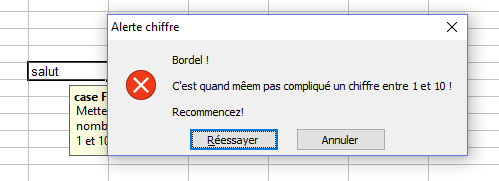 Alerte chiffre
Bordel !
salut
C'est quand mêem pas compliqué un chiffre entre 1 et 10 !
case F
Mette
Recommencez!
nomb
1 et 10
Réessayer
Annuler